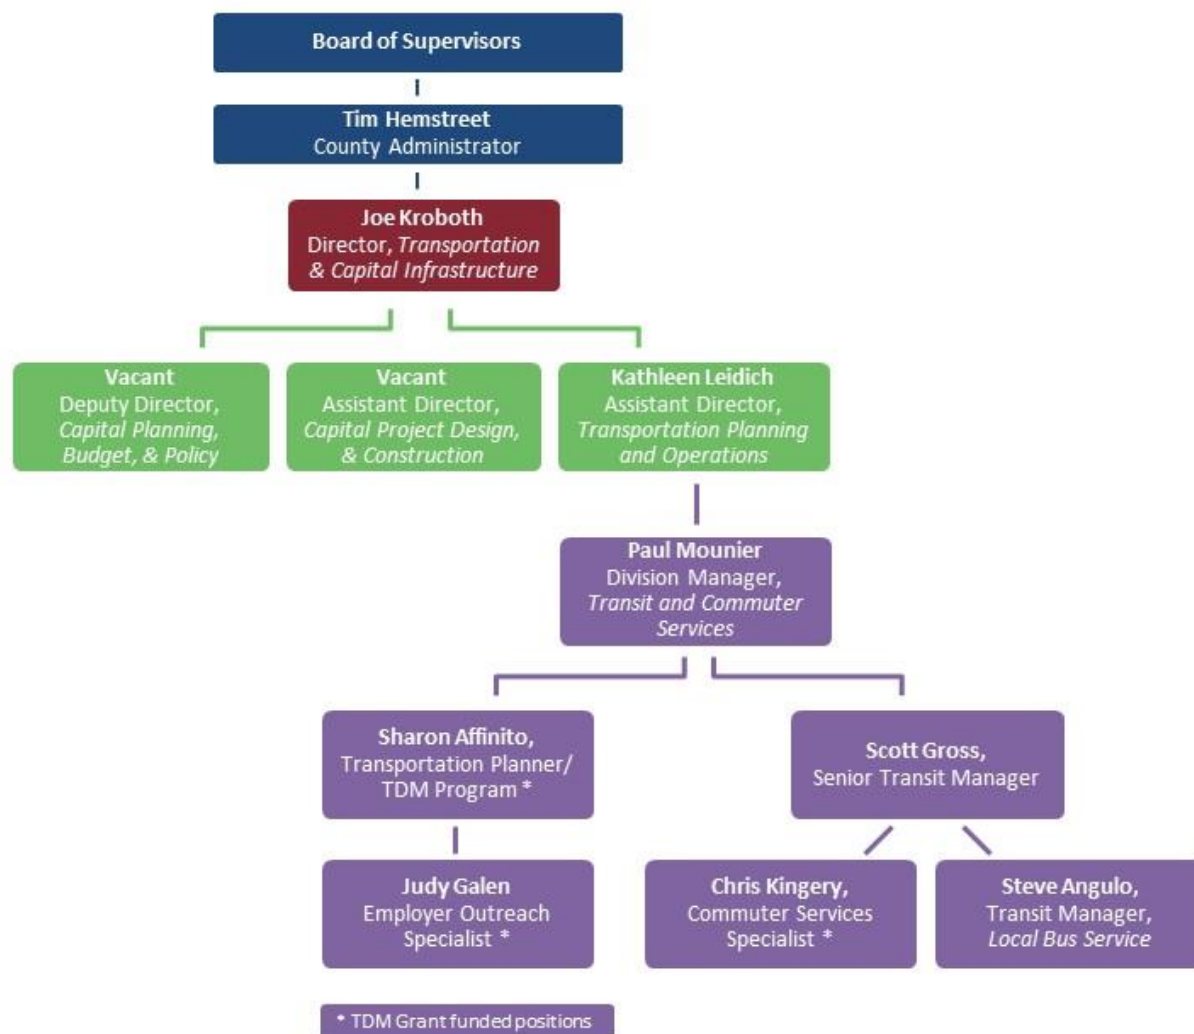 Board of Supervisors
Tim Hemstreet
County Administrator
Joe Kroboth
Director, Transportation
& Capital Infrastructure
Vacant
Deputy Director,
Capital Planning,
Budget, & Policy
Vacant
Assistant Director,
Capital Project Design,
& Construction
Kathleen Leidich
Assistant Director,
Transportation Planning
and Operations
Paul Mounier
Division Manager,
Transit and Commuter
Services
Sharon Affinito,
Transportation Planner/
TDM Program *
Scott Gross,
Senior Transit Manager
Judy Galen
Employer Outreach
Specialist *
Chris Kingery,
Commuter Services
Specialist *
Steve Angulo,
Transit Manager,
Local Bus Service
* TDM Grant funded positions